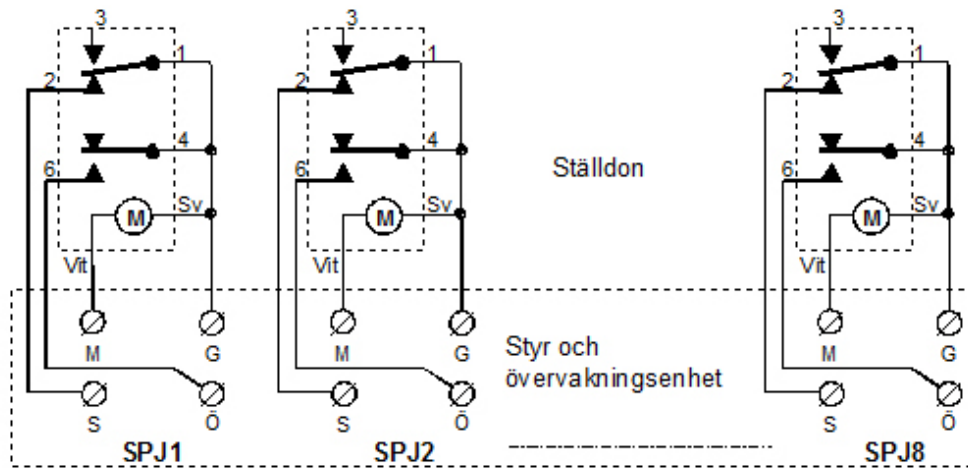 3 3 3
1 1 1
2 2 2
4 4 4
Ställdon
6 6 6
M Sv M Sv M Sv
Vit Vit Vit
M G M G M G
Styr och
övervakningsenhet
S Ö S Ö S Ö
SPJ1 SPJ2 SPJ8